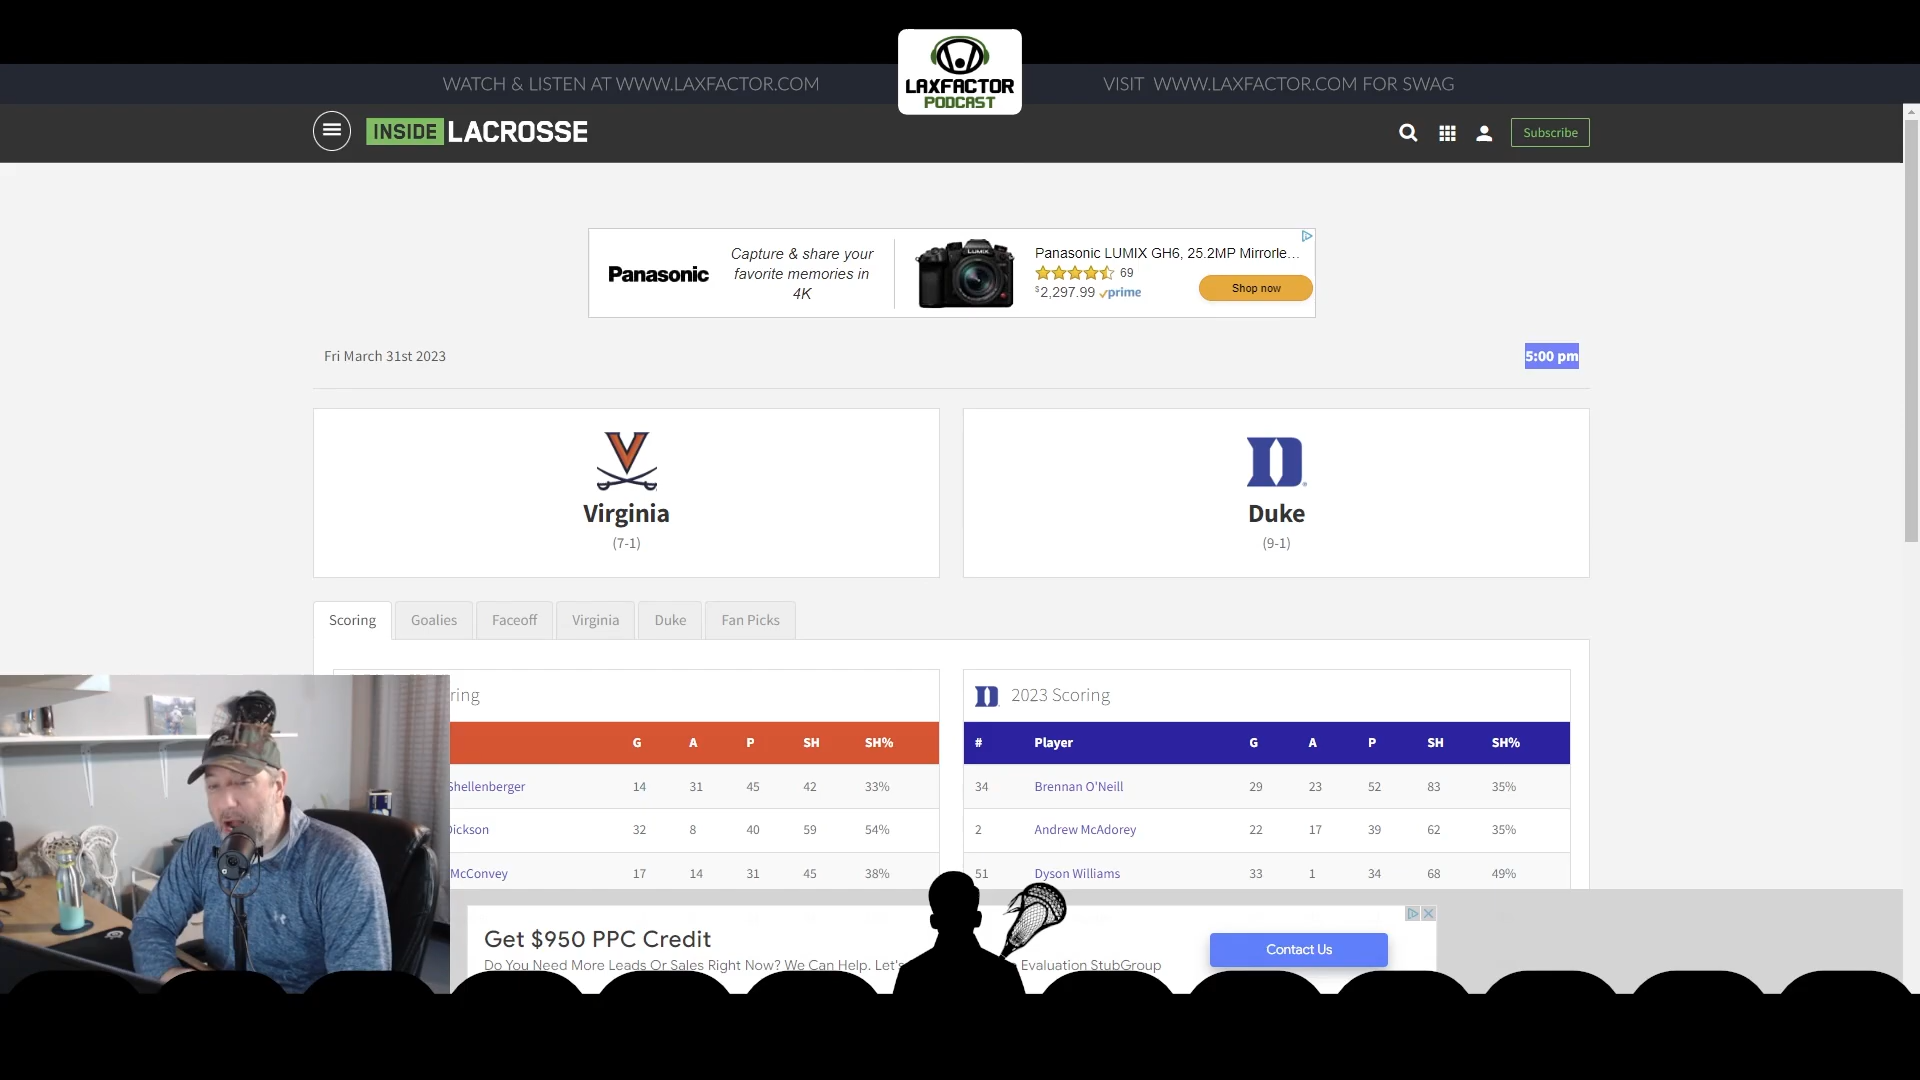 WATCH & LISTEN AT WWW.LAXFACTOR.COM
LAXFACTOR
PODCAST
VISIT WWW.LAXFACTOR.COM FOR SWAG
INSIDE LACROSSE
Subscribe
Panasonic
Capture & share your
favorite memories in
4K
LUMIX
Panasonic LUMIX GH6, 25.2MP Mirrorle...
69
$2,297.99 prime
Shop now
Fri March 31st 2023
5:00 pm
Virginia
(7-1)
Duke
(9-1)
Scoring Goalies Faceoff Virginia Duke Fan Picks
ring
G A P SH SH%
Shellenberger 14 31 45 42 33%
Dickson 32 8 40 59 54%
McConvey 17 14 31 45 38%
2023 Scoring
# Player G A P SH SH%
34 Brennan O'Neill 29 23 52 83 35%
2 Andrew McAdorey 22 17 39 62 35%
51 Dyson Williams 33 1 34 68 49%
Get $950 PPC Credit
Do You Need More Leads Or Sales Right Now? We Can Help. Let's Evaluation StubGroup
Contact Us